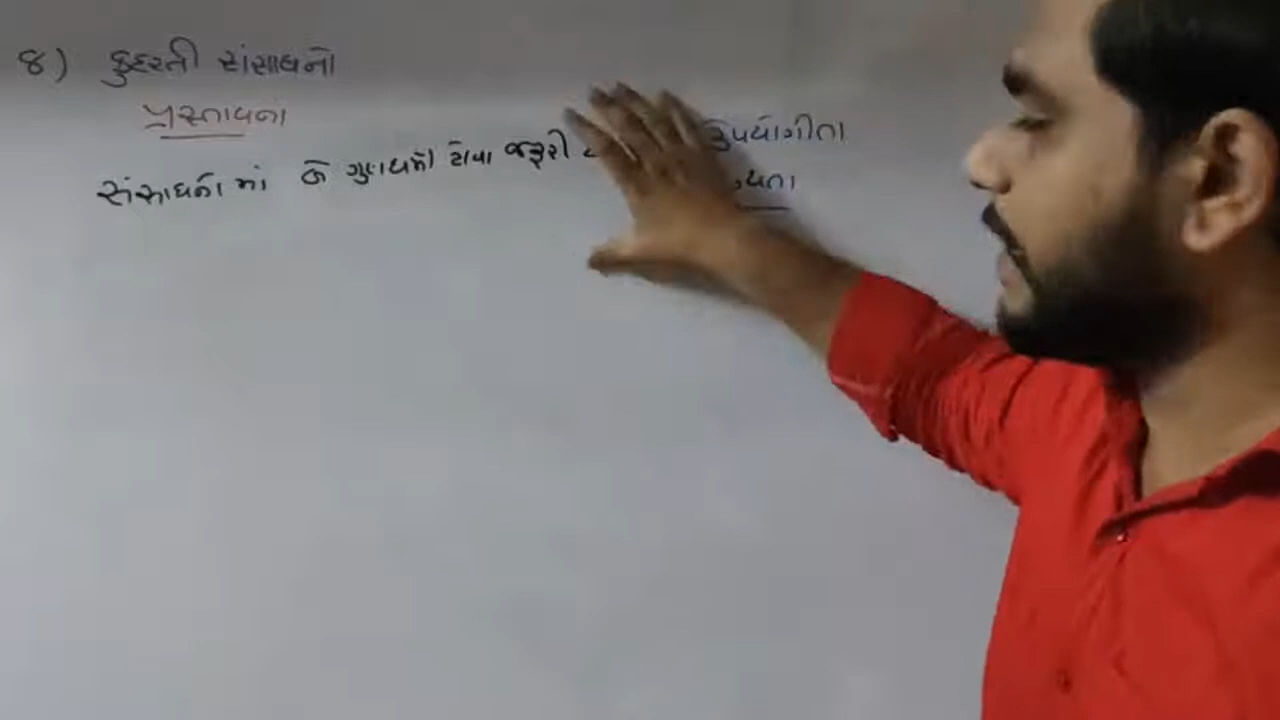 ૪) કુદરતી સંસાધનો
પ્રસ્તાવના
સંસાધનો માં બે ગુણધર્મો હોવા જરૂરી
ઉપયોગીતા